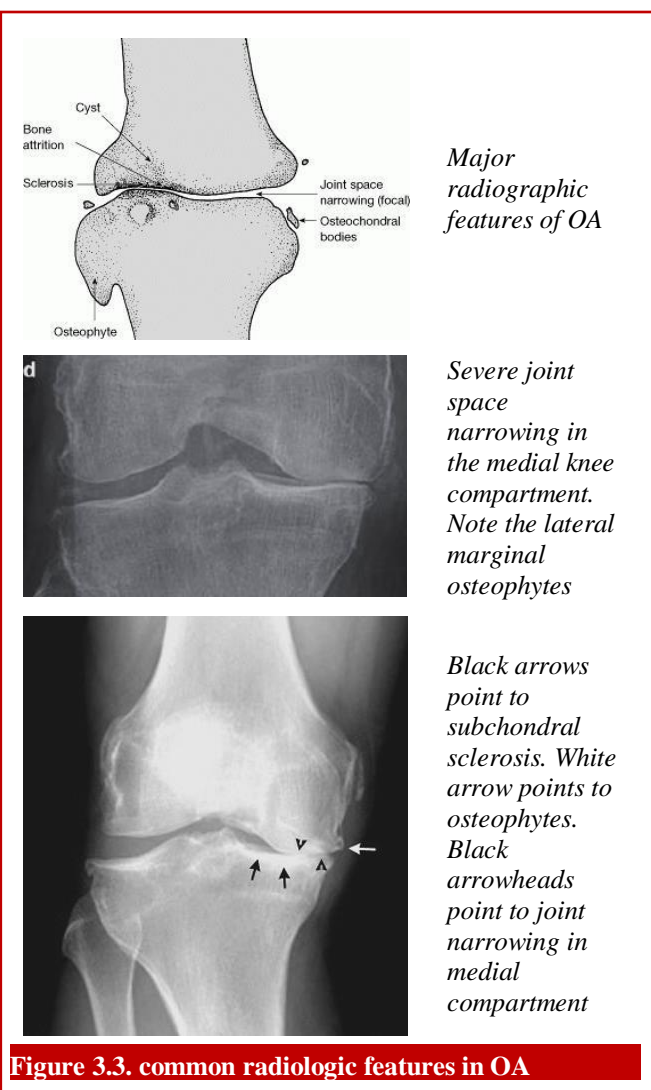 Cyst
Bone
attrition
Sclerosis
Joint space
narrowing (focal)
Osteochondral
bodies
Osteophyte
Major
radiographic
features of OA
d
Severe joint
space
narrowing in
the medial knee
compartment.
Note the lateral
marginal
osteophytes
Black arrows
point to
subchondral
sclerosis. White
arrow points to
osteophytes.
Black
arrowheads
point to joint
narrowing in
medial
compartment
Figure 3.3. common radiologic features in OA